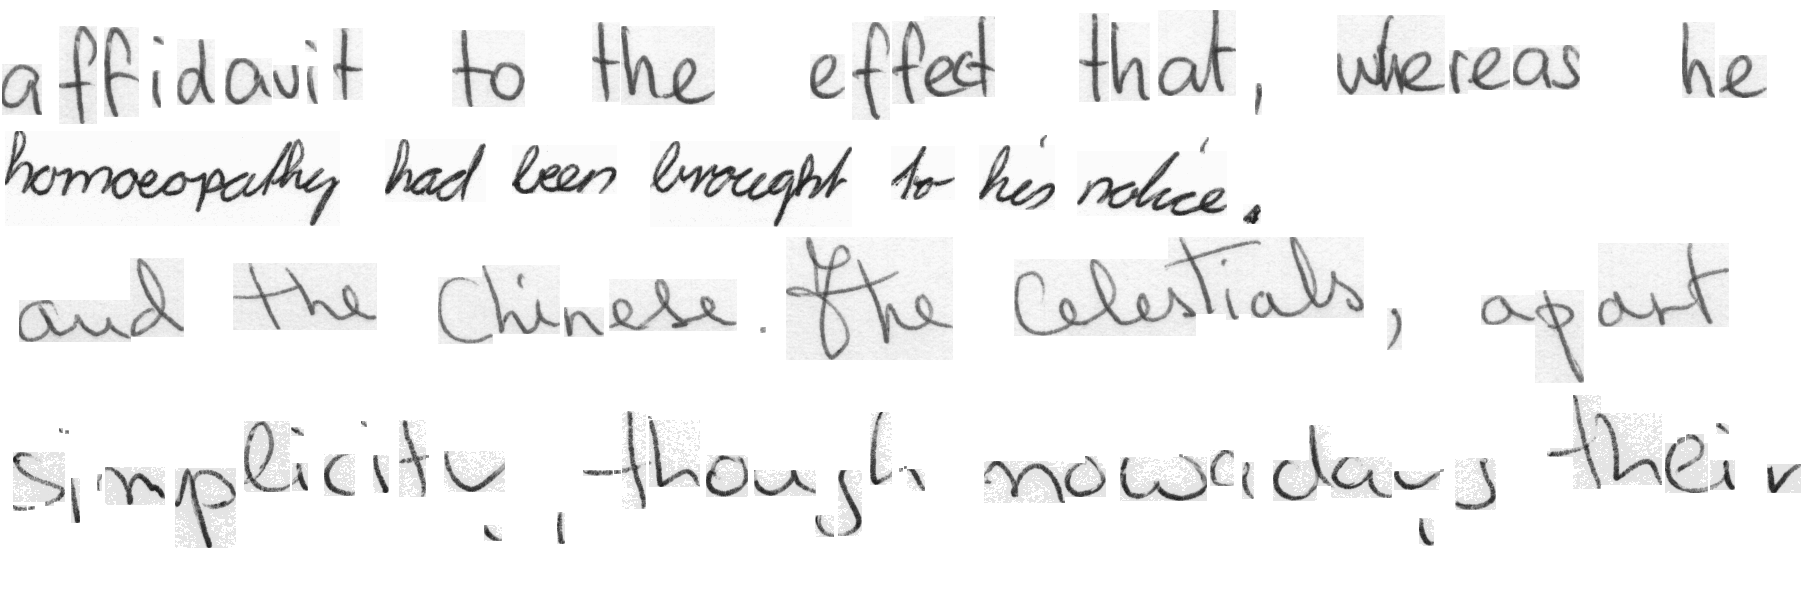 affidavit to the effect that, whereas he
homoeopathy had been brought to his notice.
and the Chinese. The Celestials, apart
simplicity, though nowadays their